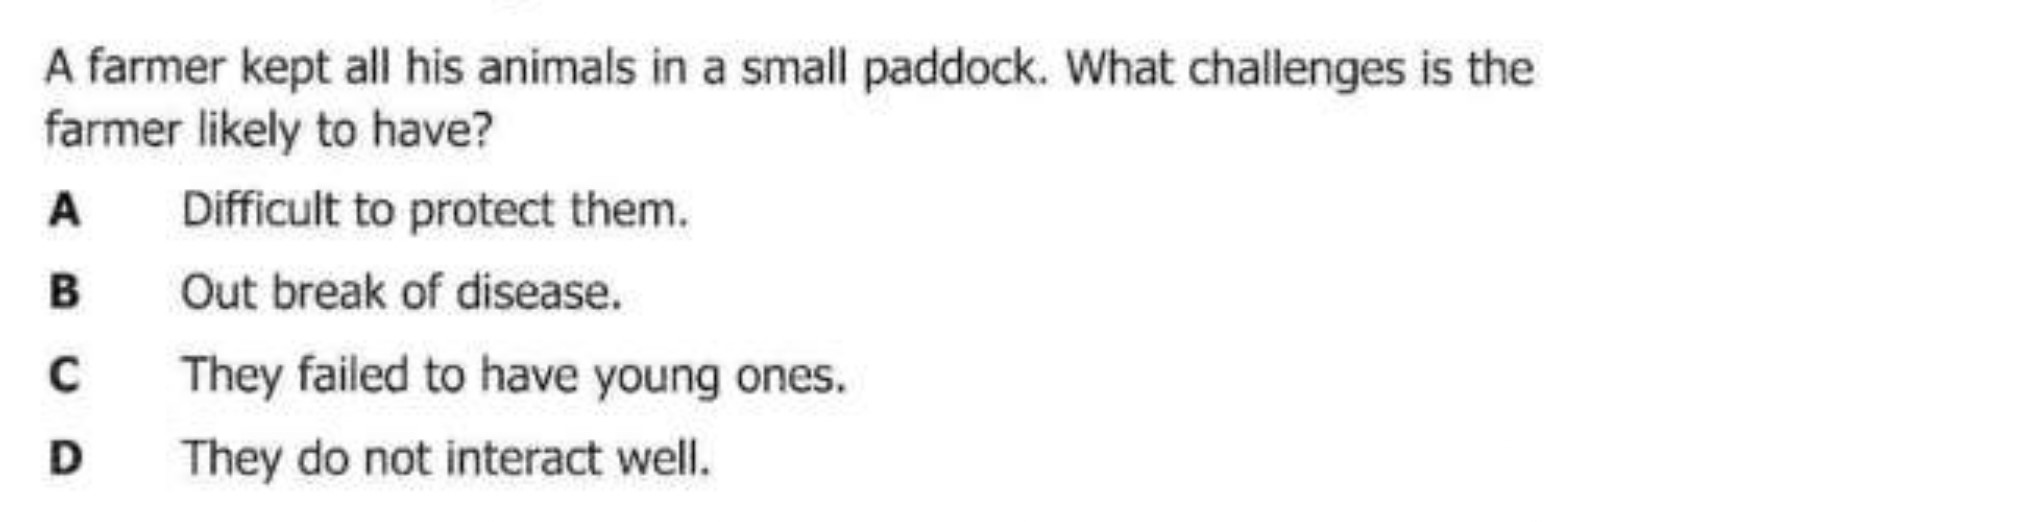 A farmer kept all his animals in a small paddock. What challenges is the
farmer likely to have?
A Difficult to protect them.
B Out break of disease.
C They failed to have young ones.
D They do not interact well.